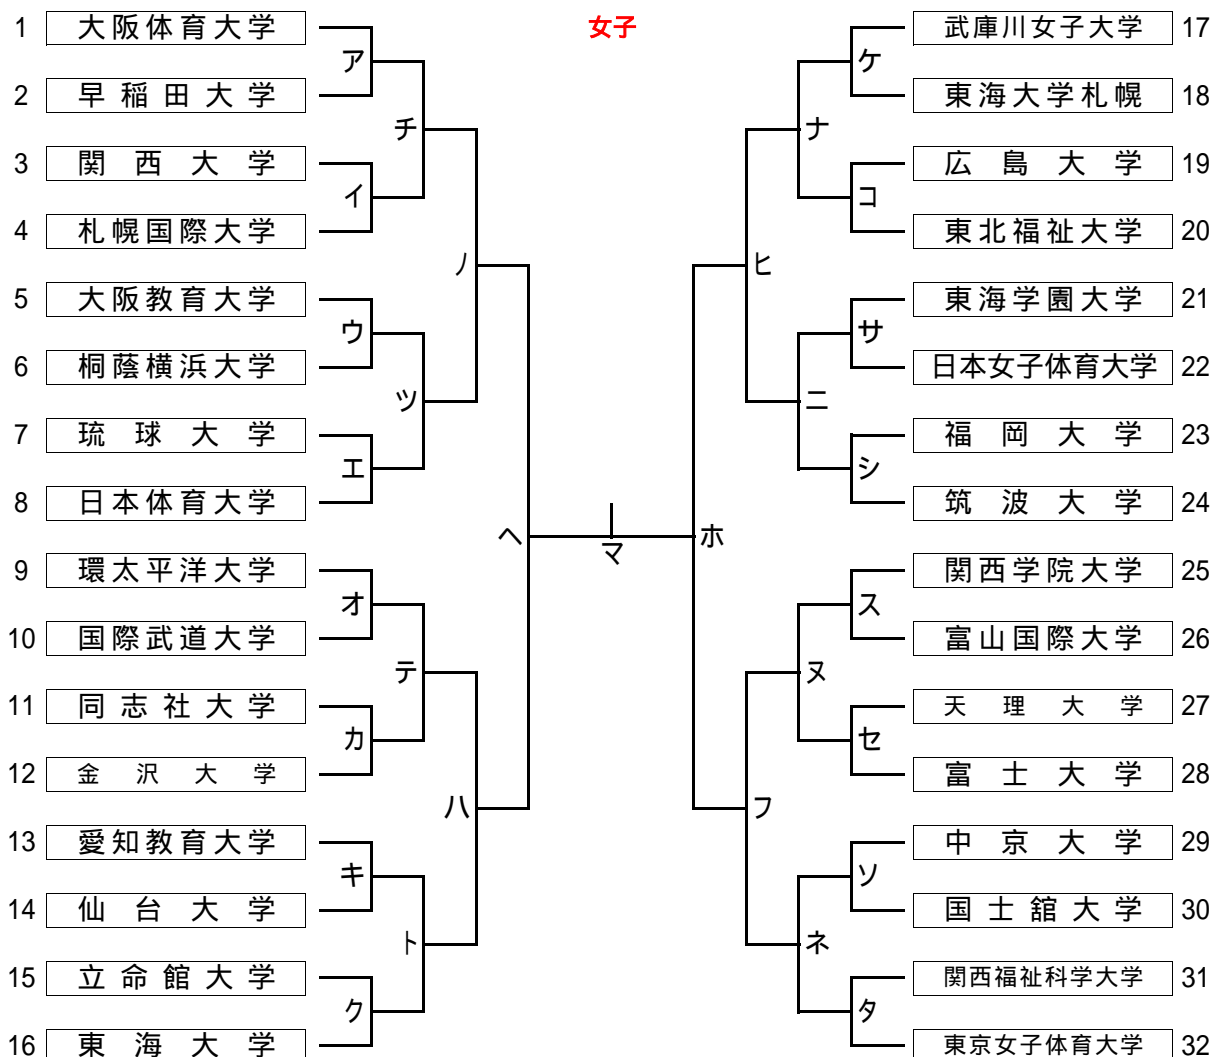 女子
1 大阪体育大学
ア
2 早稲田大学
チ
3 関西大学
イ
4 札幌国際大学
ノ
5 大阪教育大学
ウ
6 桐蔭横浜大学
ツ
7 琉球大学
エ
8 日本体育大学
ヘ
9 環太平洋大学
オ
10 国際武道大学
テ
11 同志社大学
カ
12 金沢大学
ハ
13 愛知教育大学
キ
14 仙台大学
ト
15 立命館大学
ク
16 東海大学
マ
武庫川女子大学 17
ケ
東海大学札幌 18
ナ
広島大学 19
コ
東北福祉大学 20
ヒ
東海学園大学 21
サ
日本女子体育大学 22
ニ
福岡大学 23
シ
筑波大学 24
ホ
関西学院大学 25
ス
富山国際大学 26
ヌ
天理大学 27
セ
富士大学 28
フ
中京大学 29
ソ
国士舘大学 30
ネ
関西福祉科学大学 31
タ
東京女子体育大学 32